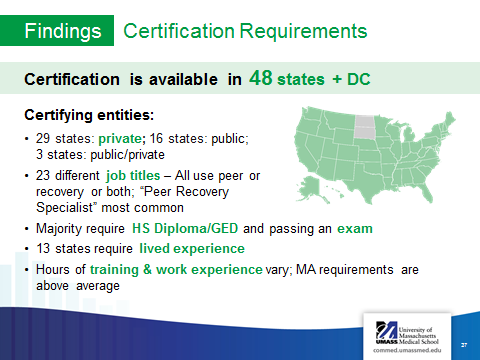 Findings Certification Requirements
Certification is available in 48 states + DC
Certifying entities:
• 29 states: private; 16 states: public;
3 states: public/private
• 23 different job titles – All use peer or
recovery or both; “Peer Recovery
Specialist” most common
• Majority require HS Diploma/GED and passing an exam
• 13 states require lived experience
• Hours of training & work experience vary; MA requirements are
above average
UMASS
University of
Massachusetts
Medical School
commed.umassmed.edu
27